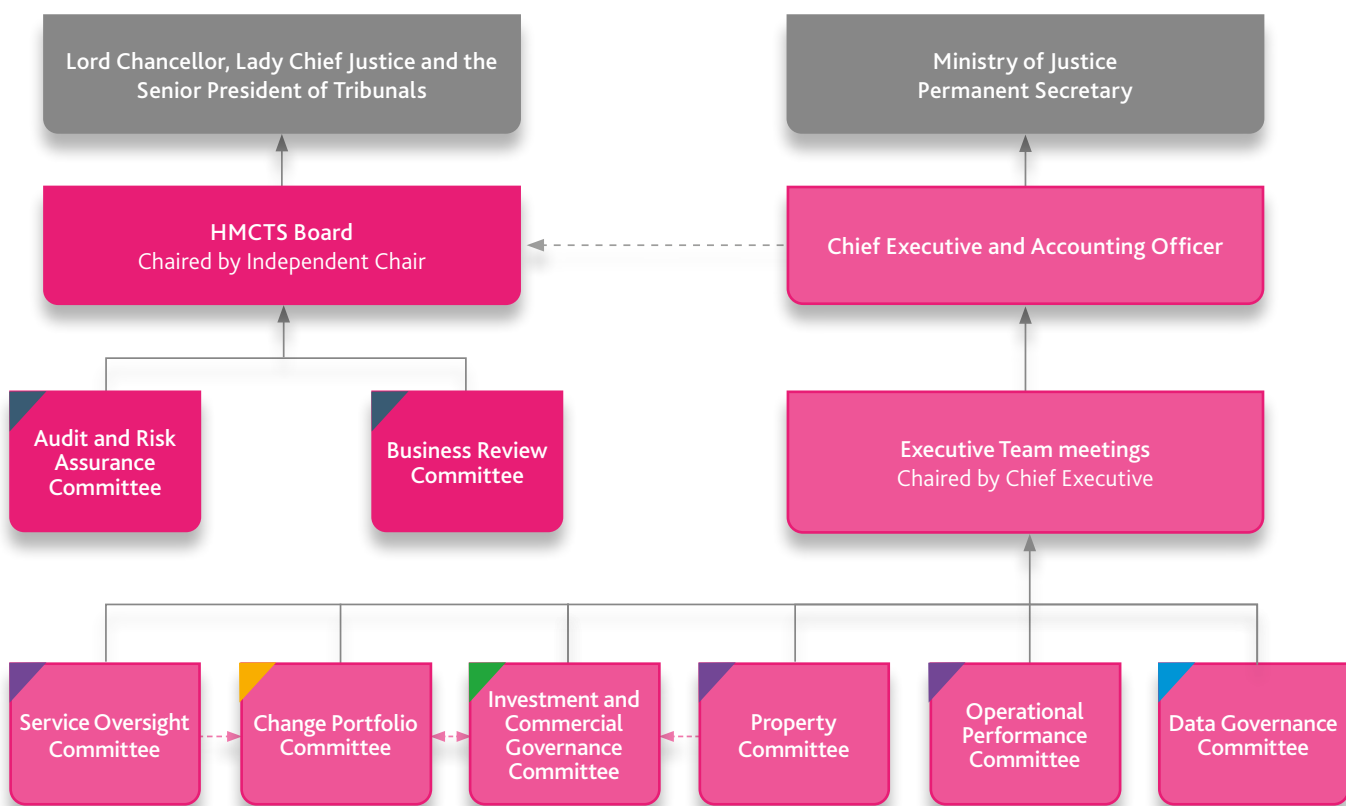 Lord Chancellor, Lady Chief Justice and the
Senior President of Tribunals
Ministry of Justice
Permanent Secretary
HMCTS Board
Chaired by Independent Chair
Chief Executive and Accounting Officer
Audit and Risk
Assurance
Committee
Business Review
Committee
Executive Team meetings
Chaired by Chief Executive
Service Oversight
Committee
Change Portfolio
Committee
Investment and
Commercial
Governance
Committee
Property
Committee
Operational
Performance
Committee
Data Governance
Committee